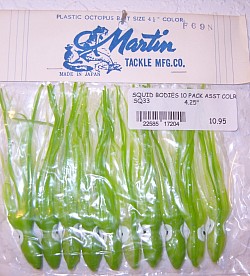 PLASTIC OCTOPUS BAIT SIZE 4½" COLOR
F69N
Martin
TACKLE MFG. CO.
MADE IN JAPAN
SQUID BODIES 10 PACK ASST COLR
SQ33 4.25"
22585 17204
10.95